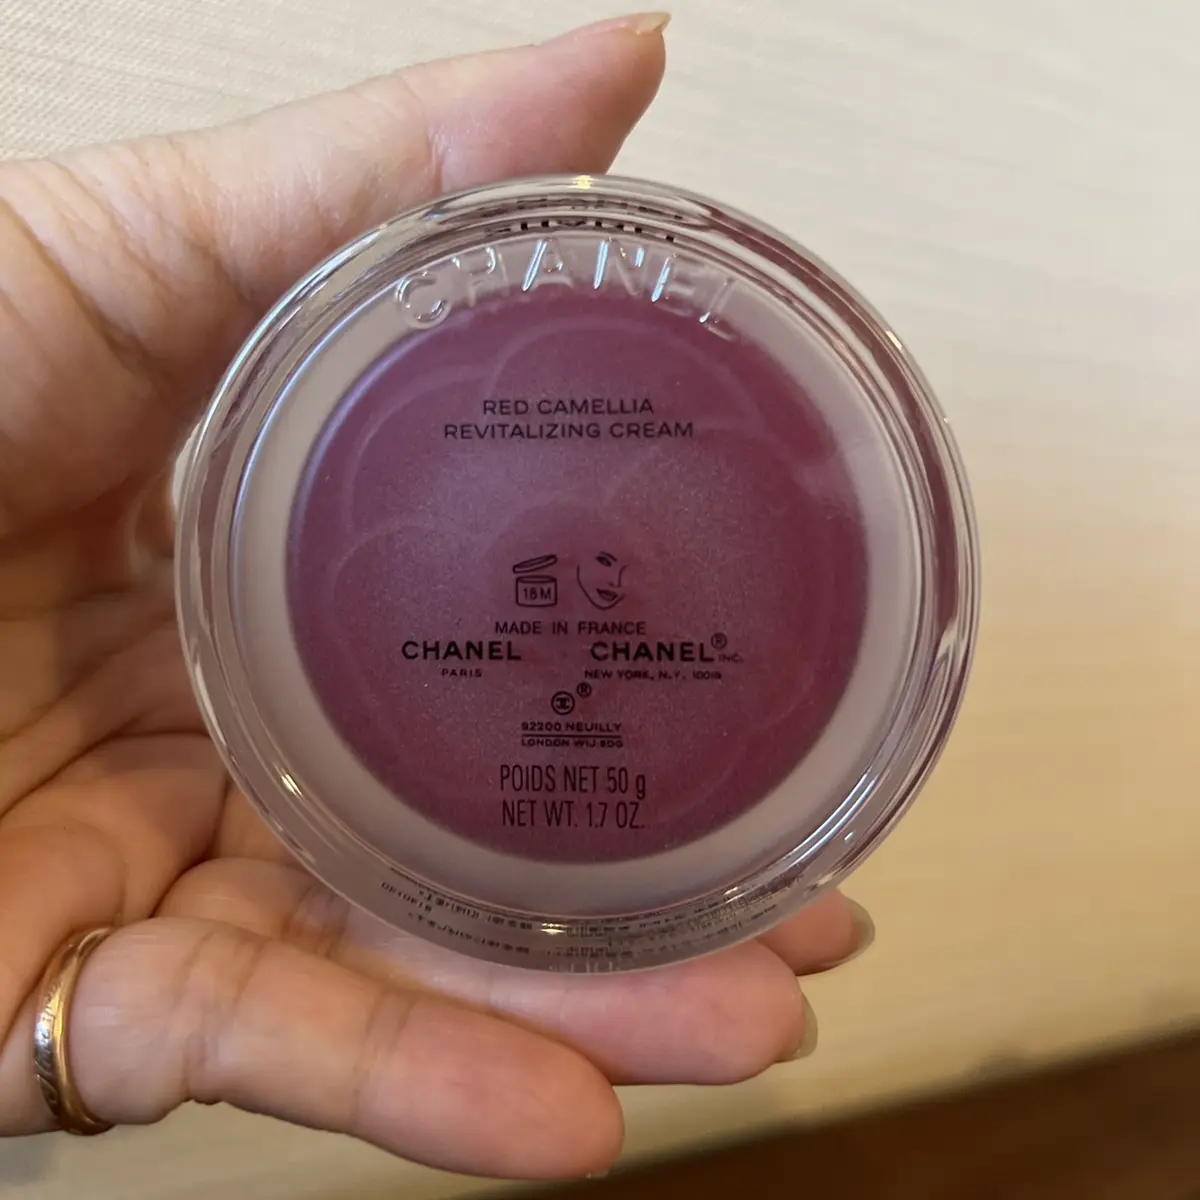 CHANEL
RED CAMELLIA
REVITALIZING CREAM
18M
MADE IN FRANCE
CHANEL CHANEL® INC.
PARIS NEW YORK, N.Y. 10019
®
92200 NEUILLY
LONDON W1J 8DG
POIDS NET 50 g
NET WT. 1.7 OZ.